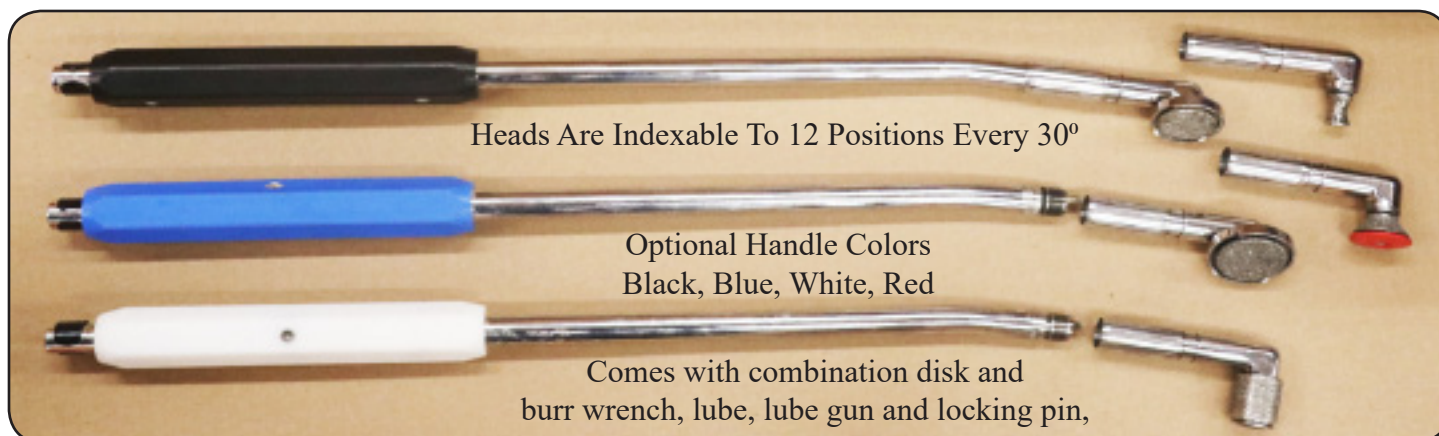 Heads Are Indexable To 12 Positions Every 30º
Optional Handle Colors
Black, Blue, White, Red
Comes with combination disk and
burr wrench, lube, lube gun and locking pin,